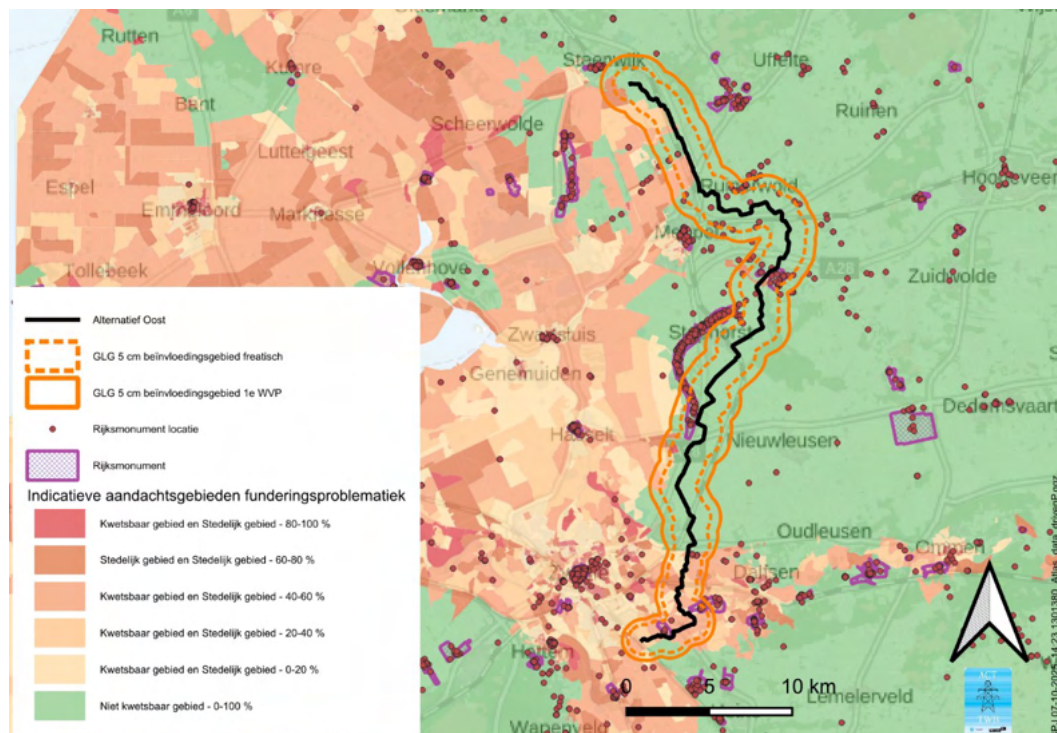 Rutten
Kuinre
Steenwijk
Uffelte
Bant
Ruinen
Scheerwolde
Luttelgeest
Espel
Emmeloord
Marknesse
Ruinerwold
Hoogeveen
Meppel
Tollebeek
Vollenhove
A28
Zuidwolde
Zwartsluis
Staphorst
Genemuiden
Hasselt
Dedemsvaart
Nieuwleusen
Oudleusen
Ommen
Dalfsen
Hattem
Lemelerveld
Wapenveld
Alternatief Oost
GLG 5 cm beïnvloedingsgebied freatisch
GLG 5 cm beïnvloedingsgebied 1e WVP
Rijksmonument locatie
Rijksmonument
Indicatieve aandachtsgebieden funderingsproblematiek
Kwetsbaar gebied en Stedelijk gebied - 80-100 %
Stedelijk gebied en Stedelijk gebied - 60-80 %
Kwetsbaar gebied en Stedelijk gebied - 40-60 %
Kwetsbaar gebied en Stedelijk gebied - 20-40 %
Kwetsbaar gebied en Stedelijk gebied - 0-20 %
Niet kwetsbaar gebied - 0-100 %
0 5 10 km